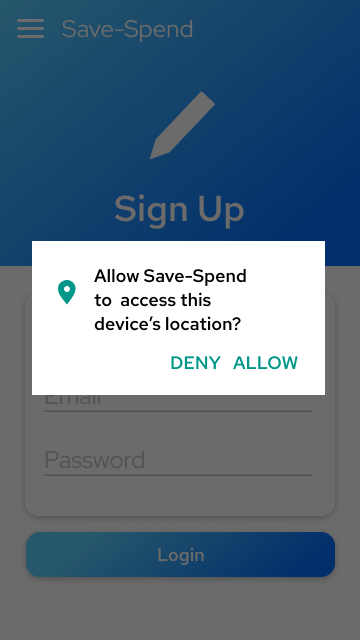 Save-Spend
Sign Up
Allow Save-Spend
to access this
device's location?
DENY ALLOW
Email
Password
Login